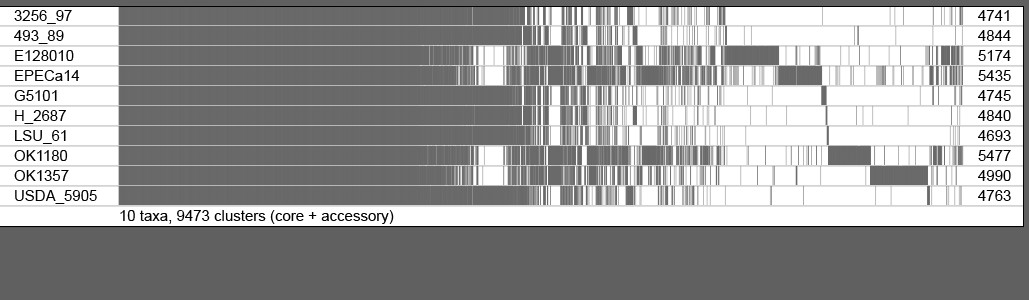 3256_97 4741
493_89 4844
E128010 5174
EPECa14 5435
G5101 4745
H_2687 4840
LSU_61 4693
OK1180 5477
OK1357 4990
USDA_5905 4763
10 taxa, 9473 clusters (core + accessory)